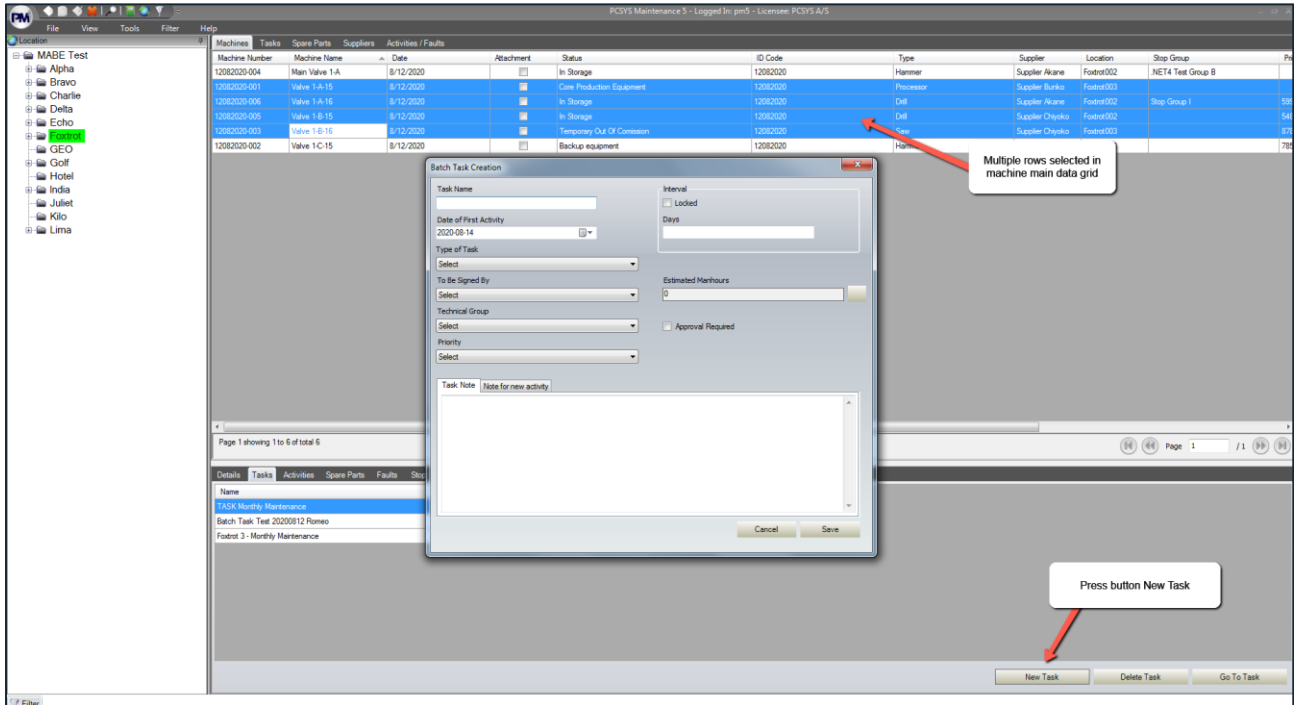 PCSYS Maintenance 5 - Logged In: pm5 - Licensee: PCSYS A/S
PM
File View Tools Filter Help
Location
MABE Test
Alpha
Bravo
Charlie
Delta
Echo
Foxtrot
GEO
Golf
Hotel
India
Juliet
Kilo
Lima
Machines Tasks Spare Parts Suppliers Activities / Faults
Machine Number Machine Name Date Attachment Status ID Code Type Supplier Location Stop Group
12082020-004 Main Valve 1-A 8/12/2020 In Storage 12082020 Hammer Supplier Akane Foxtrot002 .NET4 Test Group B
12082020-001 Valve 1-A-15 8/12/2020 Core Production Equipment 12082020 Processor Supplier Bunko Foxtrot003
12082020-006 Valve 1-A-16 8/12/2020 In Storage 12082020 Drill Supplier Akane Foxtrot002 Stop Group I
12082020-005 Valve 1-B-15 8/12/2020 In Storage 12082020 Drill Supplier Chiyoko Foxtrot002
12082020-003 Valve 1-B-16 8/12/2020 Temporary Out Of Comission 12082020 Saw Supplier Chiyoko Foxtrot003
12082020-002 Valve 1-C-15 8/12/2020 Backup equipment 12082020
Multiple rows selected in
machine main data grid
Batch Task Creation
Task Name
Interval
Locked
Date of First Activity
Days
2020-08-14
Type of Task
Select
To Be Signed By
Estimated Manhours
Select
0
Technical Group
Select
Approval Required
Priority
Select
Task Note Note for new activity
Cancel Save
Page 1 showing 1 to 6 of total 6
Page 1 / 1
Details Tasks Activities Spare Parts Faults
Name
TASK Monthly Maintenance
Batch Task Test 20200812 Romeo
Foxtrot 3 - Monthly Maintenance
Press button New Task
New Task Delete Task Go To Task
Filter